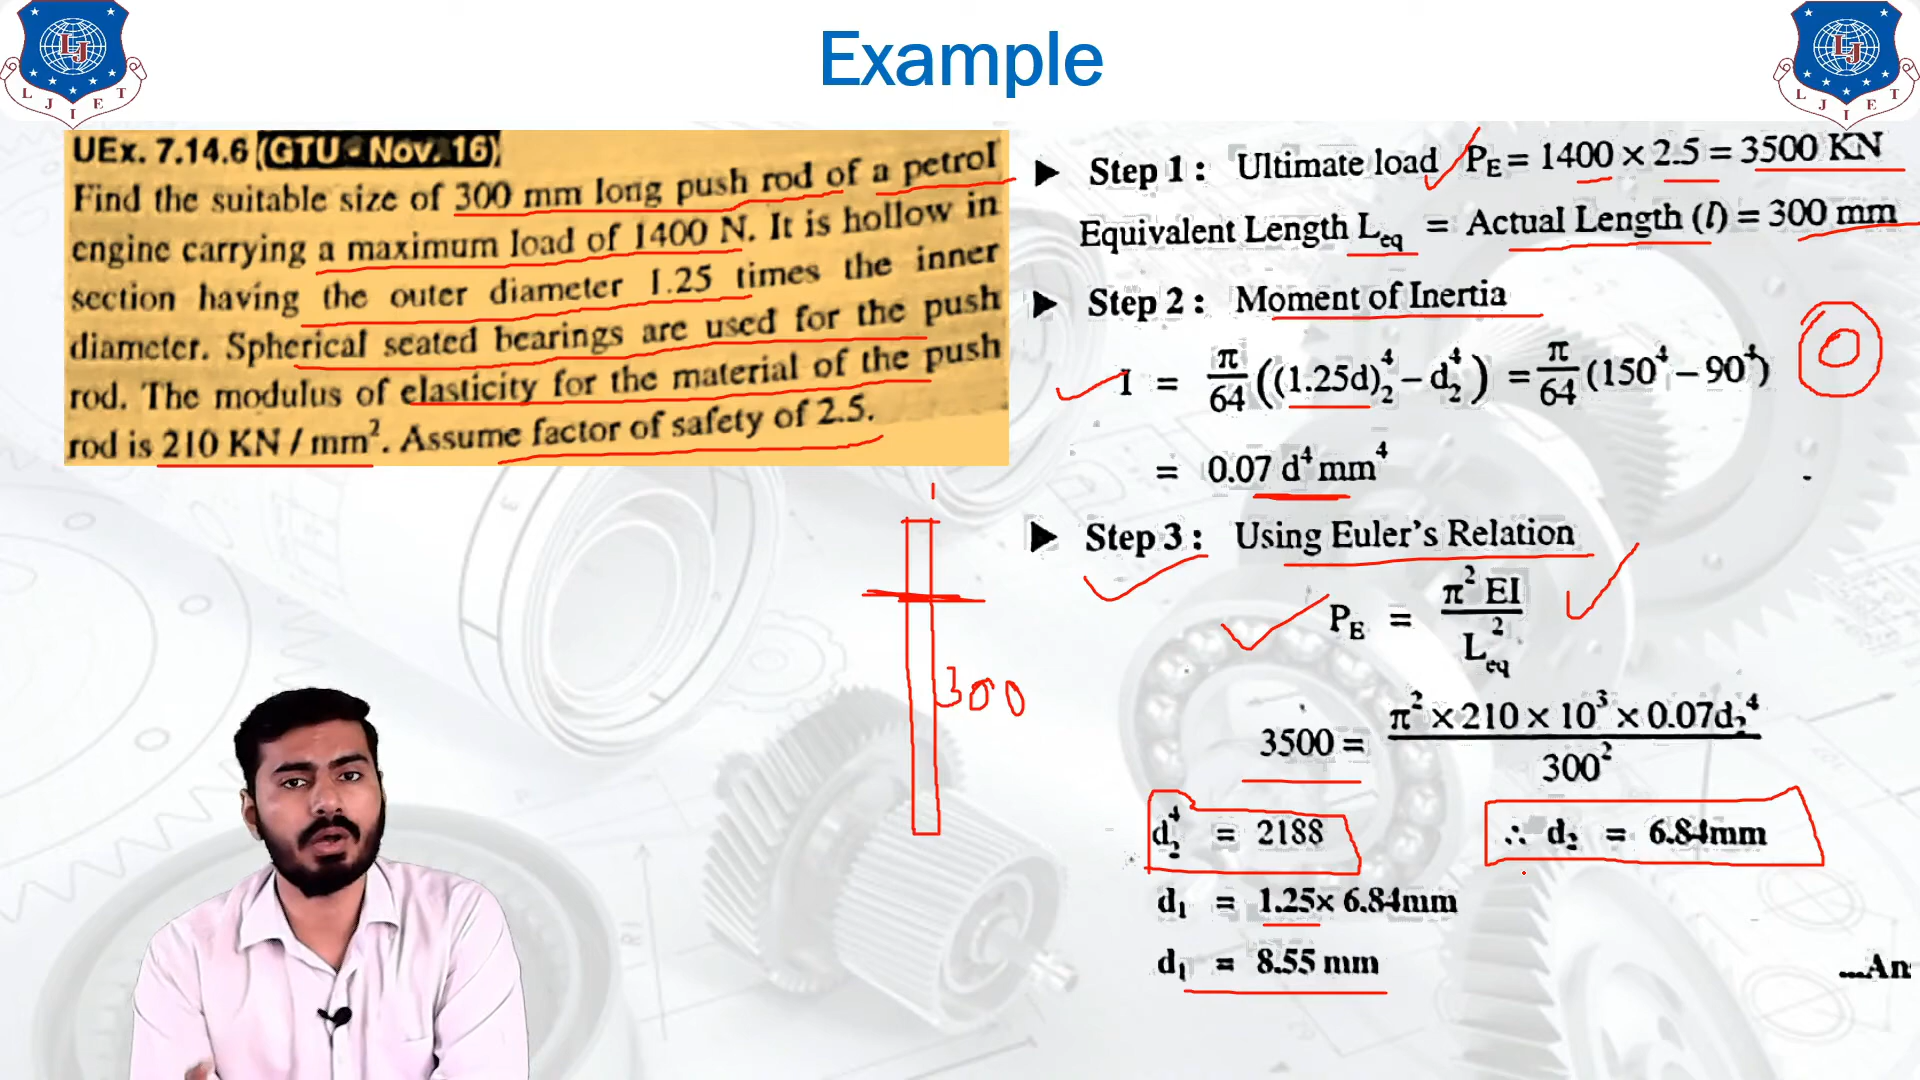 Example
L J I E T
LJ
L J I E T
LJ
UEx. 7.14.6 (GTU - Nov. 16)
Find the suitable size of 300 mm long push rod of a petrol
engine carrying a maximum load of 1400 N. It is hollow in
section having the outer diameter 1.25 times the inner
diameter. Spherical seated bearings are used for the push
rod. The modulus of elasticity for the material of the push
rod is 210 KN / mm². Assume factor of safety of 2.5.
300
Step 1 : Ultimate load P_E = 1400 × 2.5 = 3500 KN
Equivalent Length L_eq = Actual Length (l) = 300 mm
Step 2 : Moment of Inertia
I = π/64 ((1.25d)₂⁴ – d₂⁴) = π/64 (150⁴ – 90⁴)
= 0.07 d⁴ mm⁴
Step 3 : Using Euler's Relation
P_E = π² EI / L_eq²
3500 = π² × 210 × 10³ × 0.07d₂⁴ / 300²
d₂⁴ = 2188 ∴ d₂ = 6.84mm
d₁ = 1.25× 6.84mm
d₁ = 8.55 mm ...An